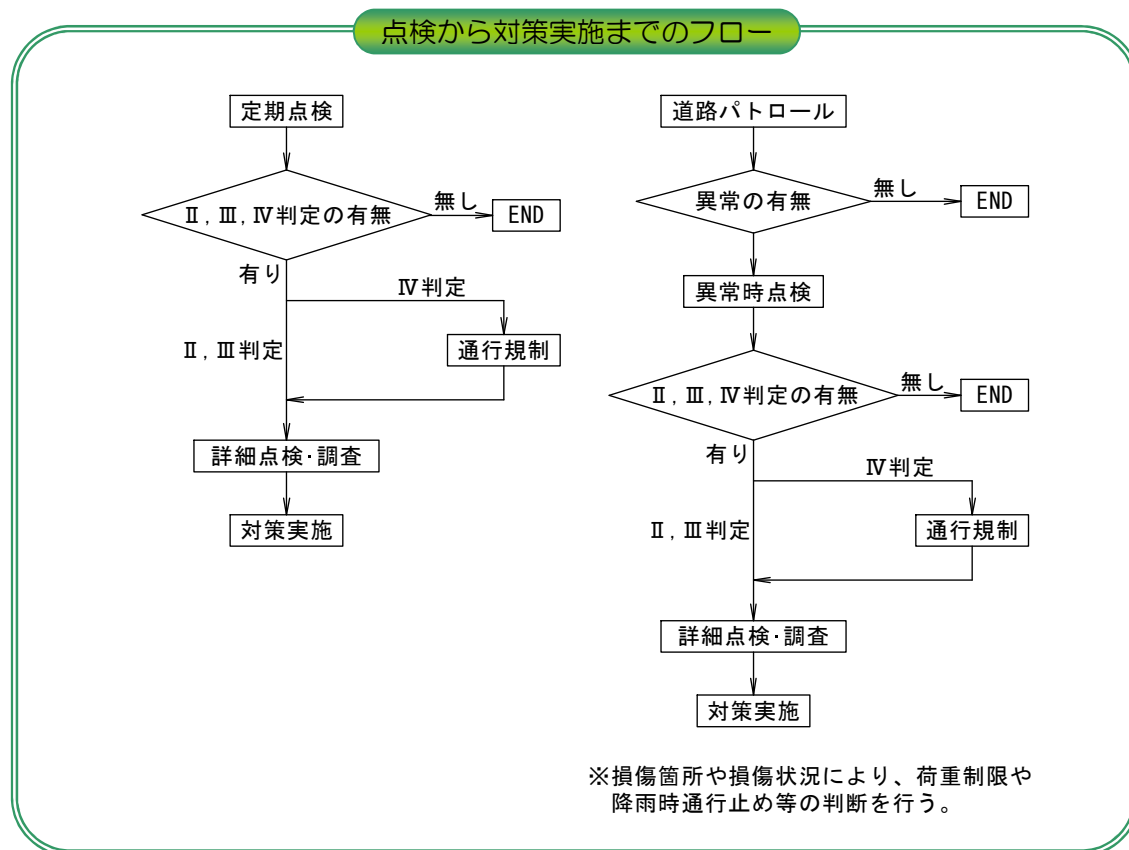 点検から対策実施までのフロー
定期点検
Ⅱ,Ⅲ,Ⅳ判定の有無
無し
END
有り
Ⅳ判定
Ⅱ,Ⅲ判定
通行規制
詳細点検・調査
対策実施
道路パトロール
異常の有無
無し
END
異常時点検
Ⅱ,Ⅲ,Ⅳ判定の有無
無し
END
有り
Ⅳ判定
Ⅱ,Ⅲ判定
通行規制
詳細点検・調査
対策実施
※損傷箇所や損傷状況により、荷重制限や
降雨時通行止め等の判断を行う。